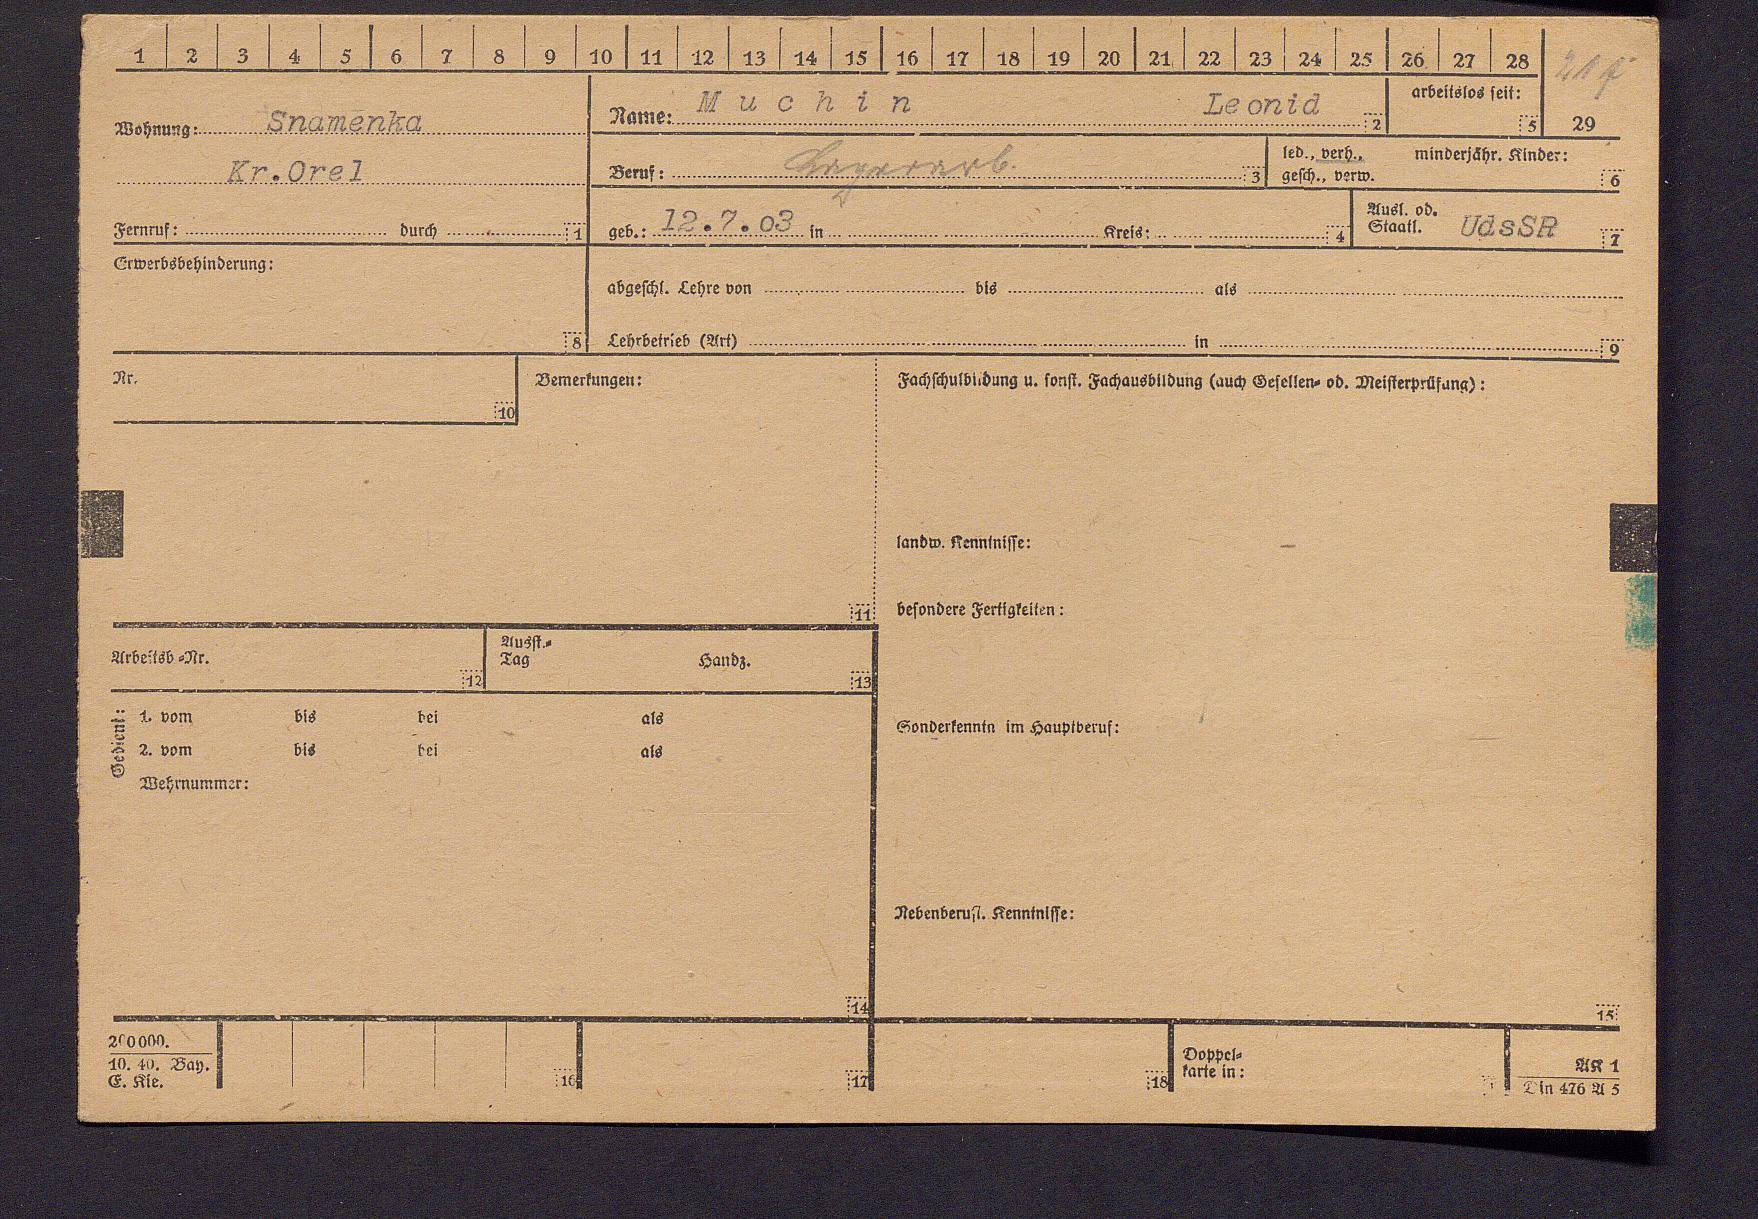 1 2 3 4 5 6 7 8 9 10 11 12 13 14 15 16 17 18 19 20 21 22 23 24 25 26 27 28
29
Wohnung: Snamenka
Kr.Orel
Fernruf: durch 1
Name: Muchin Leonid 2
arbeitslos seit: 5
Beruf: Lagerarb. 3
led., verh., minderjähr. Kinder:
gesch., verw. 6
geb.: 12.7.03 in Kreis: 4
Ausl. od.
Staatl. UdSSR 7
Erwerbsbehinderung:
8
abgeschl. Lehre von bis als
Lehrbetrieb (Art) in 9
Nr.
10
Bemerkungen:
11
Fachschulbildung u. sonst. Fachausbildung (auch Gesellen- od. Meisterprüfung):
landw. Kenntnisse: –
besondere Fertigkeiten:
Arbeitsb-Nr.
12
Ausst.-
Tag Handz.
13
Gedient:
1. vom bis bei als
2. vom bis bei als
Wehrnummer:
14
Sonderkenntn im Hauptberuf:
Nebenberufl. Kenntnisse:
15
200000.
10. 40. Bay.
E. Kie.
16
17
18
Doppel-
karte in:
AK 1
Din 476 A 5